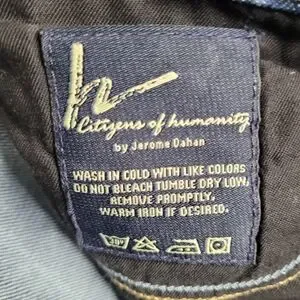 Citizens of humanity
by Jerome Dahan
WASH IN COLD WITH LIKE COLORS
DO NOT BLEACH TUMBLE DRY LOW,
REMOVE PROMPTLY.
WARM IRON IF DESIRED.
30°